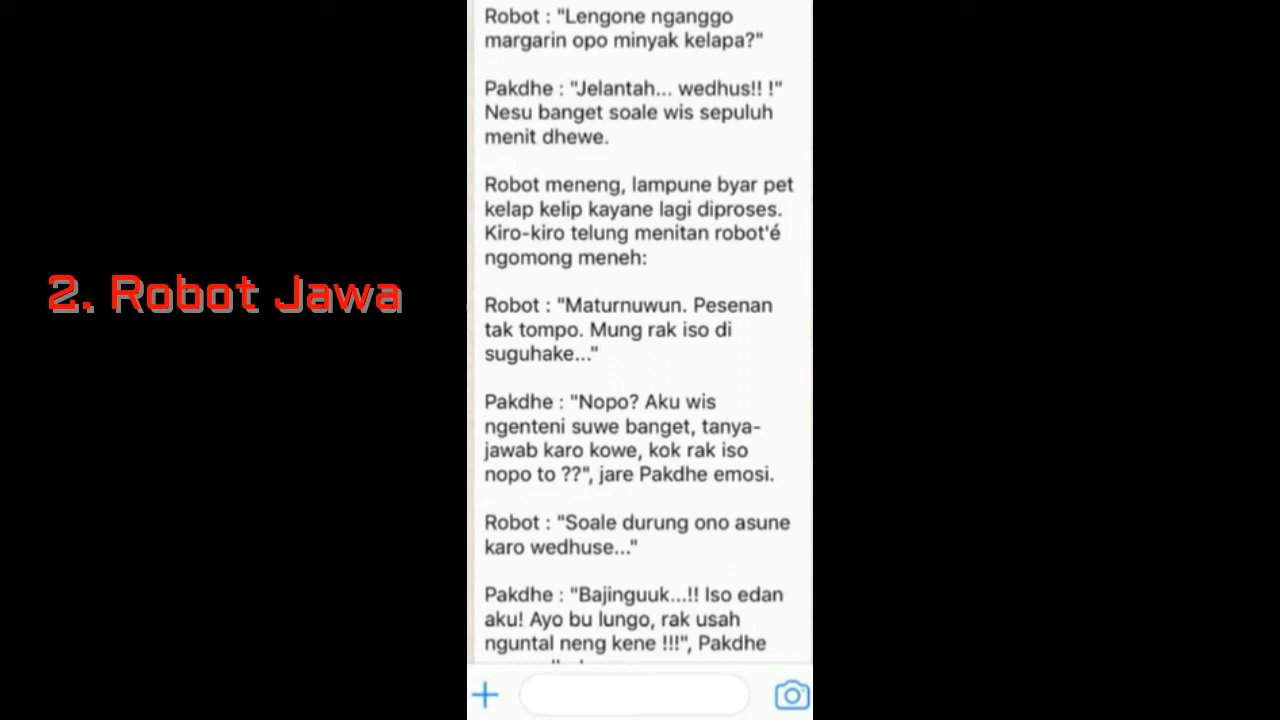 2. Robot Jawa
Robot : "Lengone nganggo
margarin opo minyak kelapa?"
Pakdhe : "Jelantah... wedhus!! !"
Nesu banget soale wis sepuluh
menit dhewe.
Robot meneng, lampune byar pet
kelap kelip kayane lagi diproses.
Kiro-kiro telung menitan robot'é
ngomong meneh:
Robot : "Maturnuwun. Pesenan
tak tompo. Mung rak iso di
suguhake..."
Pakdhe : "Nopo? Aku wis
ngenteni suwe banget, tanya-
jawab karo kowe, kok rak iso
nopo to ??", jare Pakdhe emosi.
Robot : "Soale durung ono asune
karo wedhuse..."
Pakdhe : "Bajinguuk...!! Iso edan
aku! Ayo bu lungo, rak usah
nguntal neng kene !!!", Pakdhe